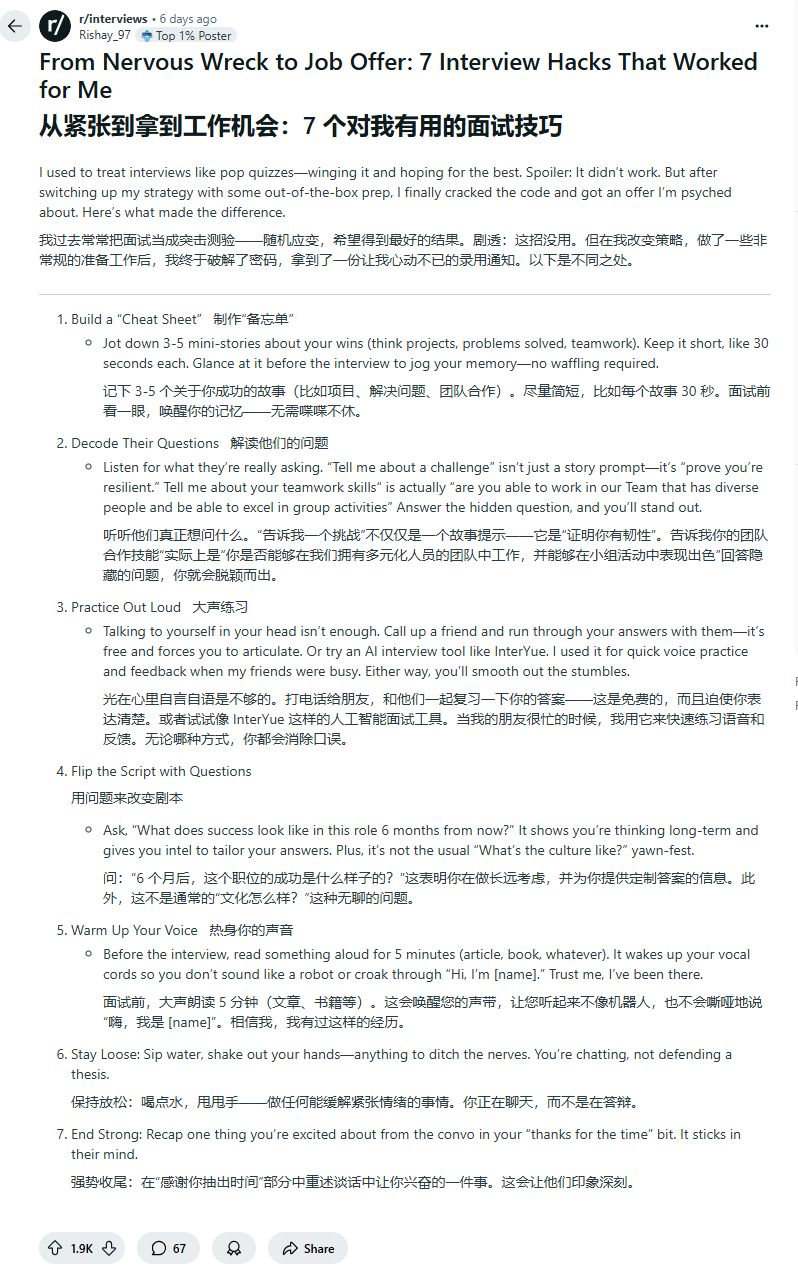 r/interviews • 6 days ago
Rishay_97 Top 1% Poster
From Nervous Wreck to Job Offer: 7 Interview Hacks That Worked
for Me
从紧张到拿到工作机会：7 个对我有用的面试技巧
I used to treat interviews like pop quizzes—winging it and hoping for the best. Spoiler: It didn’t work. But after
switching up my strategy with some out-of-the-box prep, I finally cracked the code and got an offer I’m psyched
about. Here’s what made the difference.
我过去常常把面试当成突击测验——随机应变，希望得到最好的结果。剧透：这招没用。但在我改变策略，做了一些非
常规的准备工作后，我终于破解了密码，拿到了一份让我心动不已的录用通知。以下是不同之处。
1. Build a “Cheat Sheet” 制作“备忘单”
Jot down 3-5 mini-stories about your wins (think projects, problems solved, teamwork). Keep it short, like 30
seconds each. Glance at it before the interview to jog your memory—no waffling required.
记下 3-5 个关于你成功的故事（比如项目、解决问题、团队合作）。尽量简短，比如每个故事 30 秒。面试前
看一眼，唤醒你的记忆——无需喋喋不休。
2. Decode Their Questions 解读他们的问题
Listen for what they’re really asking. “Tell me about a challenge” isn’t just a story prompt—it’s “prove you’re
resilient.” Tell me about your teamwork skills” is actually “are you able to work in our Team that has diverse
people and be able to excel in group activities” Answer the hidden question, and you’ll stand out.
听听他们真正想问什么。“告诉我一个挑战”不仅仅是一个故事提示——它是“证明你有韧性”。告诉我你的团队
合作技能”实际上是“你是否能够在我们拥有多元化人员的团队中工作，并能够在小组活动中表现出色”回答隐
藏的问题，你就会脱颖而出。
3. Practice Out Loud 大声练习
Talking to yourself in your head isn’t enough. Call up a friend and run through your answers with them—it’s
free and forces you to articulate. Or try an AI interview tool like InterYue. I used it for quick voice practice
and feedback when my friends were busy. Either way, you’ll smooth out the stumbles.
光在心里自言自语是不够的。打电话给朋友，和他们一起复习一下你的答案——这是免费的，而且迫使你表
达清楚。或者试试像 InterYue 这样的人工智能面试工具。当我的朋友很忙的时候，我用它来快速练习语音和
反馈。无论哪种方式，你都会消除口误。
4. Flip the Script with Questions
用问题来改变剧本
Ask, “What does success look like in this role 6 months from now?” It shows you’re thinking long-term and
gives you intel to tailor your answers. Plus, it’s not the usual “What’s the culture like?” yawn-fest.
问：“6 个月后，这个职位的成功是什么样子的？”这表明你在做长远考虑，并为你提供定制答案的信息。此
外，这不是通常的“文化怎么样？”这种无聊的问题。
5. Warm Up Your Voice 热身你的声音
Before the interview, read something aloud for 5 minutes (article, book, whatever). It wakes up your vocal
cords so you don’t sound like a robot or croak through “Hi, I’m [name].” Trust me, I’ve been there.
面试前，大声朗读 5 分钟（文章、书籍等）。这会唤醒您的声带，让您听起来不像机器人，也不会嘶哑地说
“嗨，我是 [name]”。相信我，我有过这样的经历。
6. Stay Loose: Sip water, shake out your hands—anything to ditch the nerves. You’re chatting, not defending a
thesis.
保持放松：喝点水，甩甩手——做任何能缓解紧张情绪的事情。你正在聊天，而不是在答辩。
7. End Strong: Recap one thing you’re excited about from the convo in your “thanks for the time” bit. It sticks in
their mind.
强势收尾：在“感谢你抽出时间”部分中重述谈话中让你兴奋的一件事。这会让他们印象深刻。
1.9K 67 Share